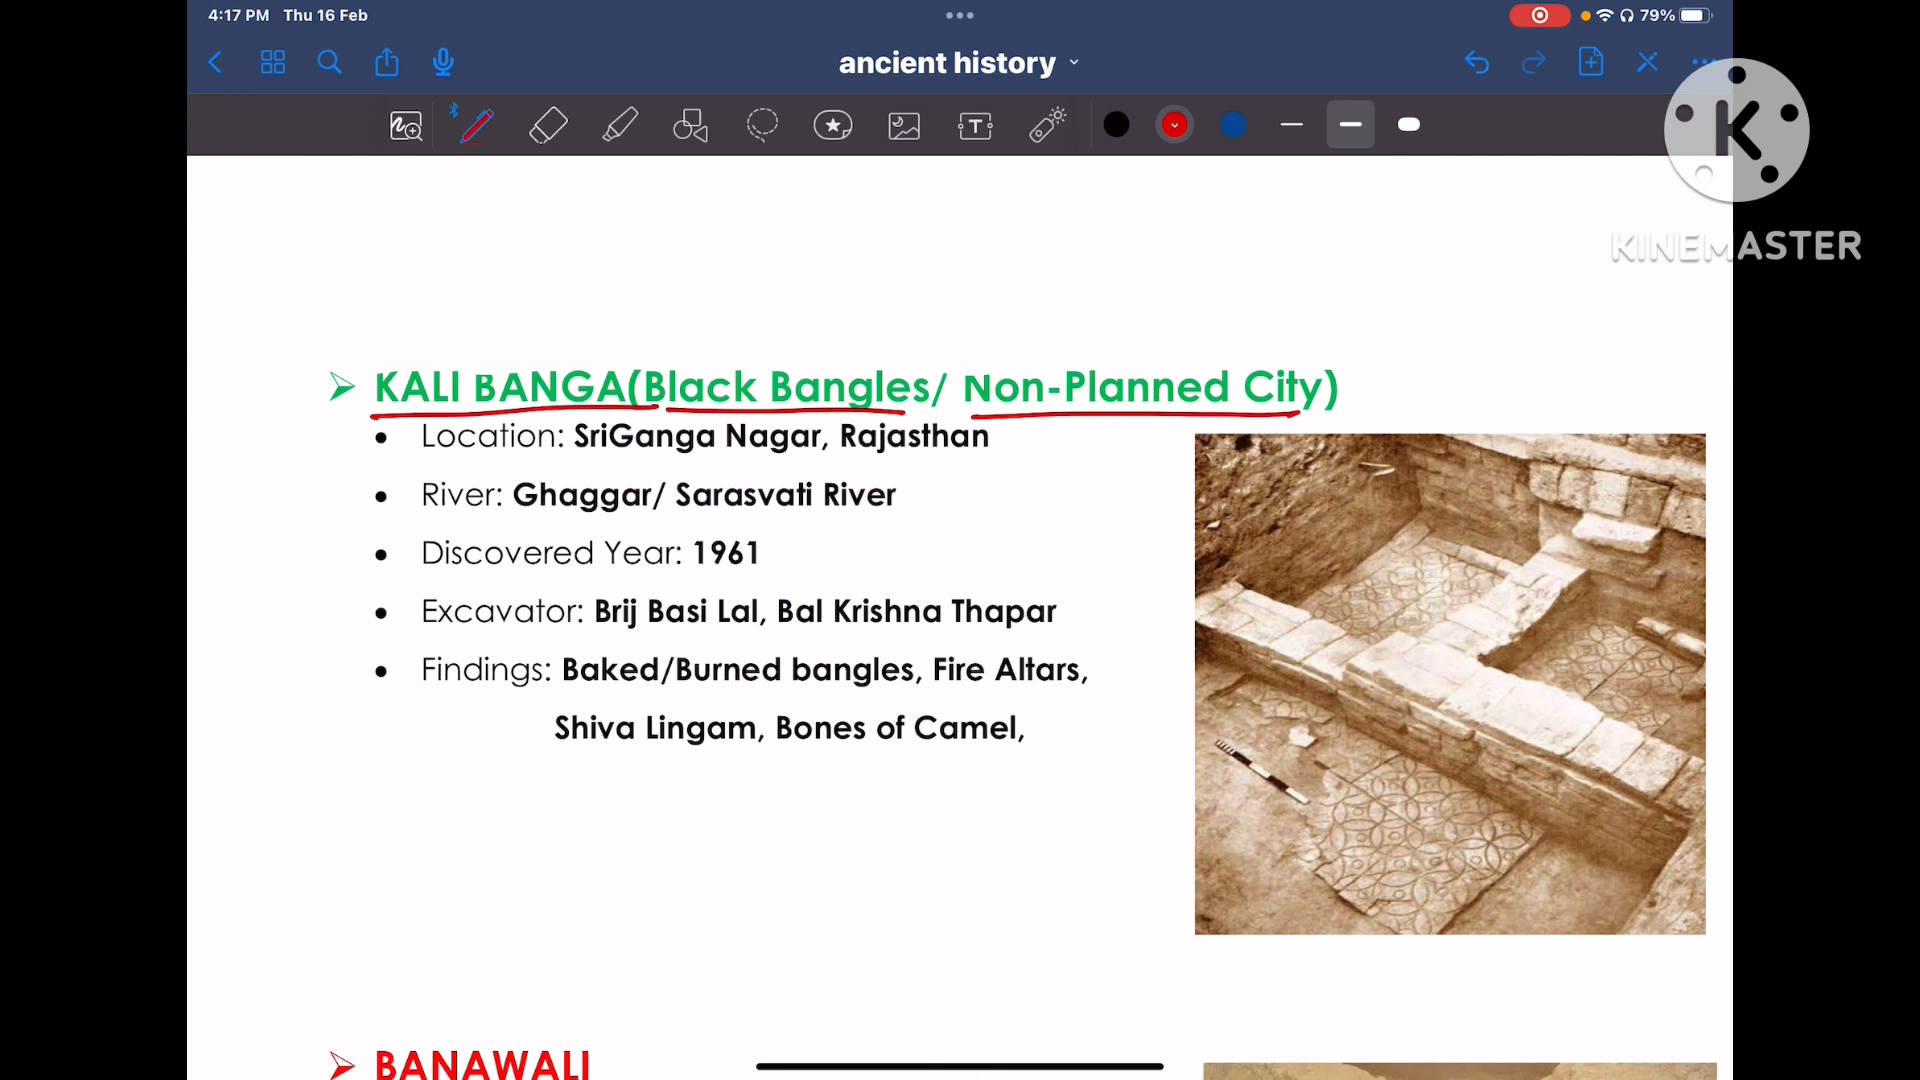 4:17 PM Thu 16 Feb
79%
ancient history
T
K
KINEMASTER
➢ KALI BANGA(Black Bangles/ Non-Planned City)
• Location: SriGanga Nagar, Rajasthan
• River: Ghaggar/ Sarasvati River
• Discovered Year: 1961
• Excavator: Brij Basi Lal, Bal Krishna Thapar
• Findings: Baked/Burned bangles, Fire Altars,
Shiva Lingam, Bones of Camel,
➢ BANAWALI